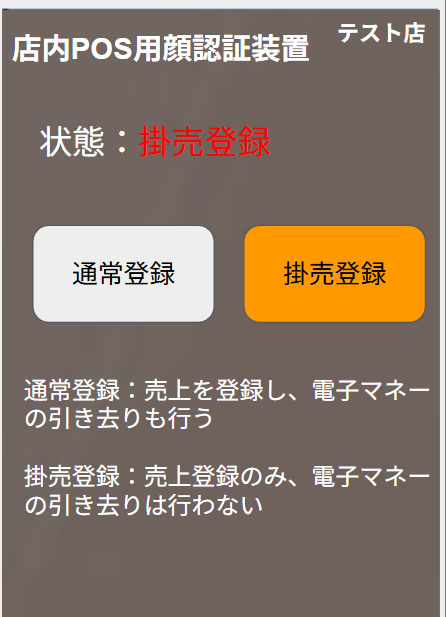 店内POS用顔認証装置
テスト店
状態：掛売登録
通常登録
掛売登録
通常登録：売上を登録し、電子マネー
の引き去りも行う
掛売登録：売上登録のみ、電子マネー
の引き去りは行わない